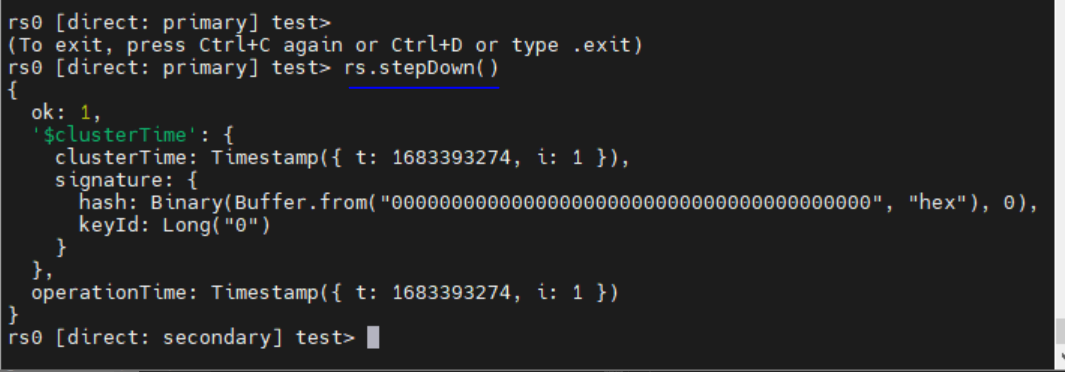 rs0 [direct: primary] test>
(To exit, press Ctrl+C again or Ctrl+D or type .exit)
rs0 [direct: primary] test> rs.stepDown()
{
  ok: 1,
  '$clusterTime': {
    clusterTime: Timestamp({ t: 1683393274, i: 1 }),
    signature: {
      hash: Binary(Buffer.from("0000000000000000000000000000000000000000", "hex"), 0),
      keyId: Long("0")
    }
  },
  operationTime: Timestamp({ t: 1683393274, i: 1 })
}
rs0 [direct: secondary] test>